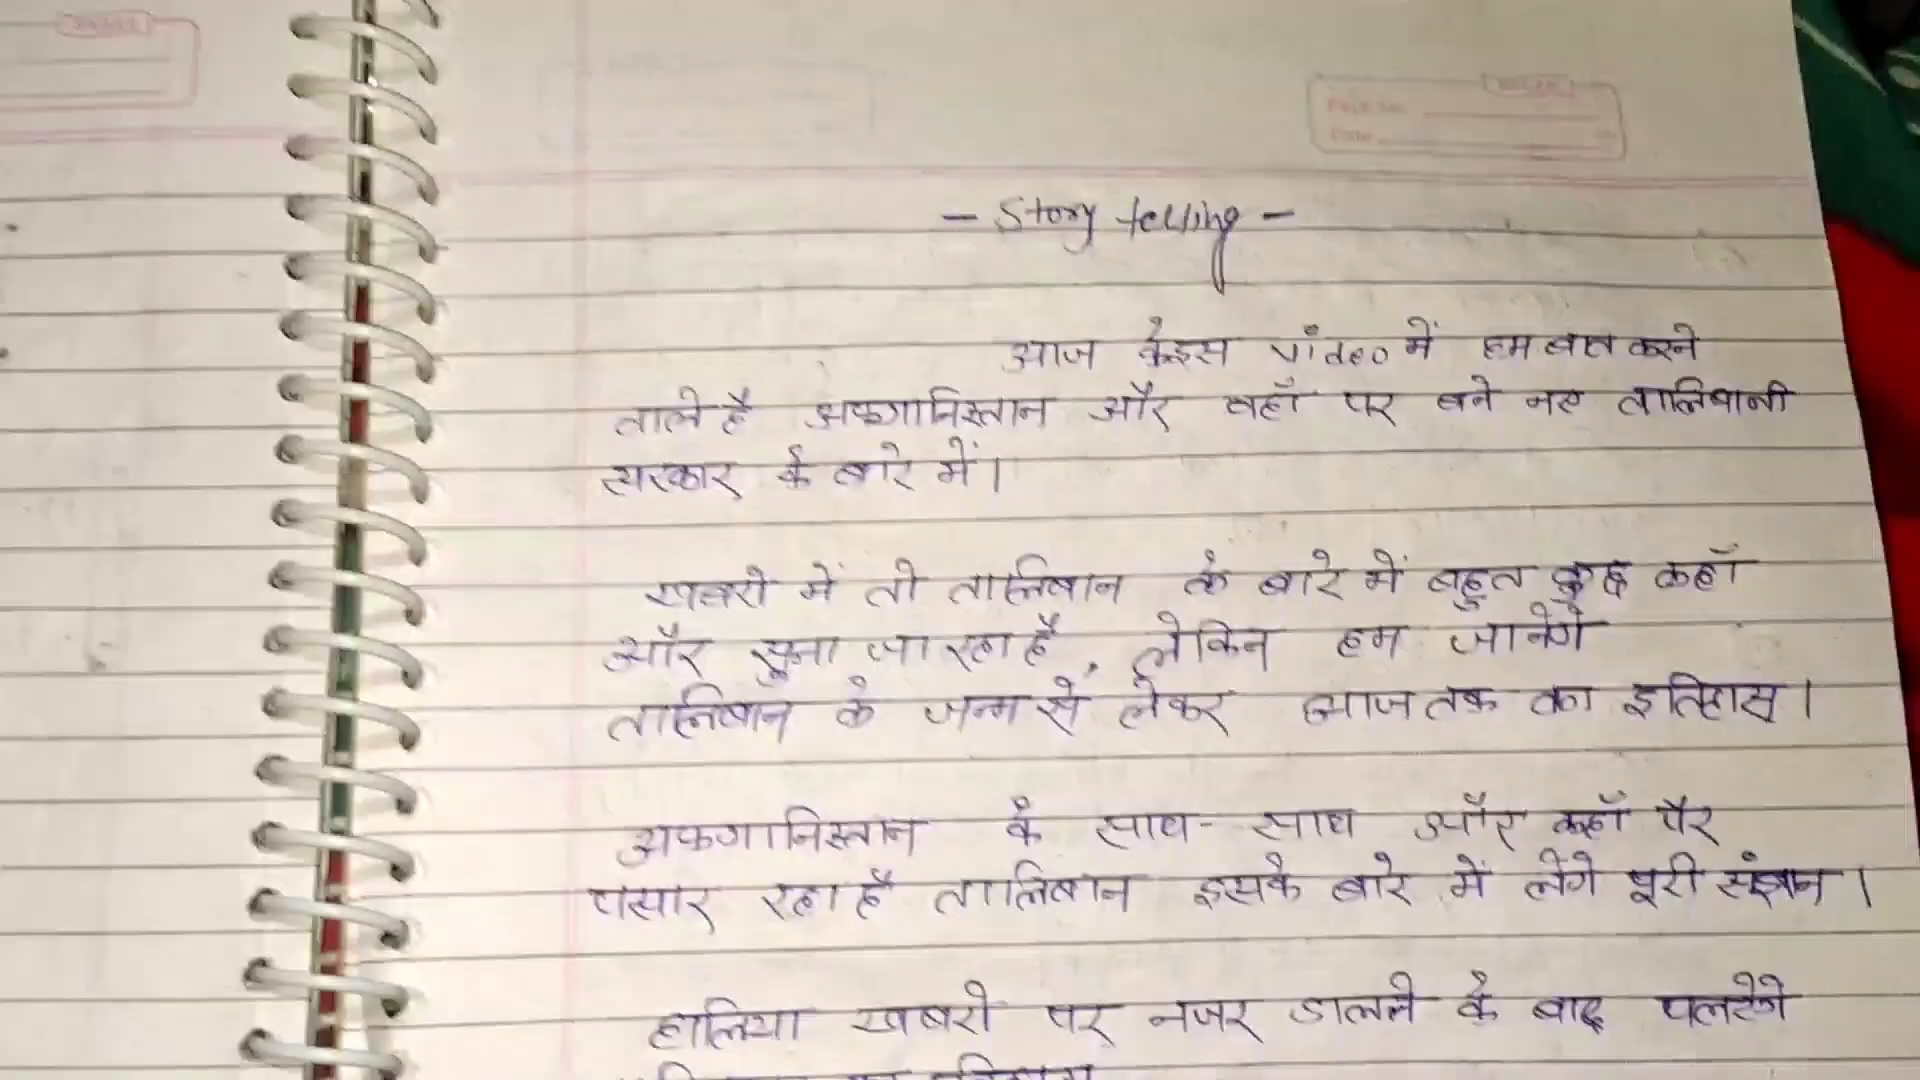 - Story telling -
आज के इस video में हम बात करने
वाले है अफगानिस्तान और वहाँ पर बने नए तालिबानी
सरकार के बारे में।
खबरो में तो तालिबान के बारे में बहुत कुछ कहाँ
और सुना जा रहा है, लेकिन हम जानेगे
तालिबान के जन्म से लेकर आज तक का इतिहास।
अफगानिस्तान के साथ-साथ और कहाँ पैर
पसार रहा है तालिबान इसके बारे में लेंगे पूरी संज्ञान।
हालिया खबरो पर नजर डालने के बाद पलटेगे